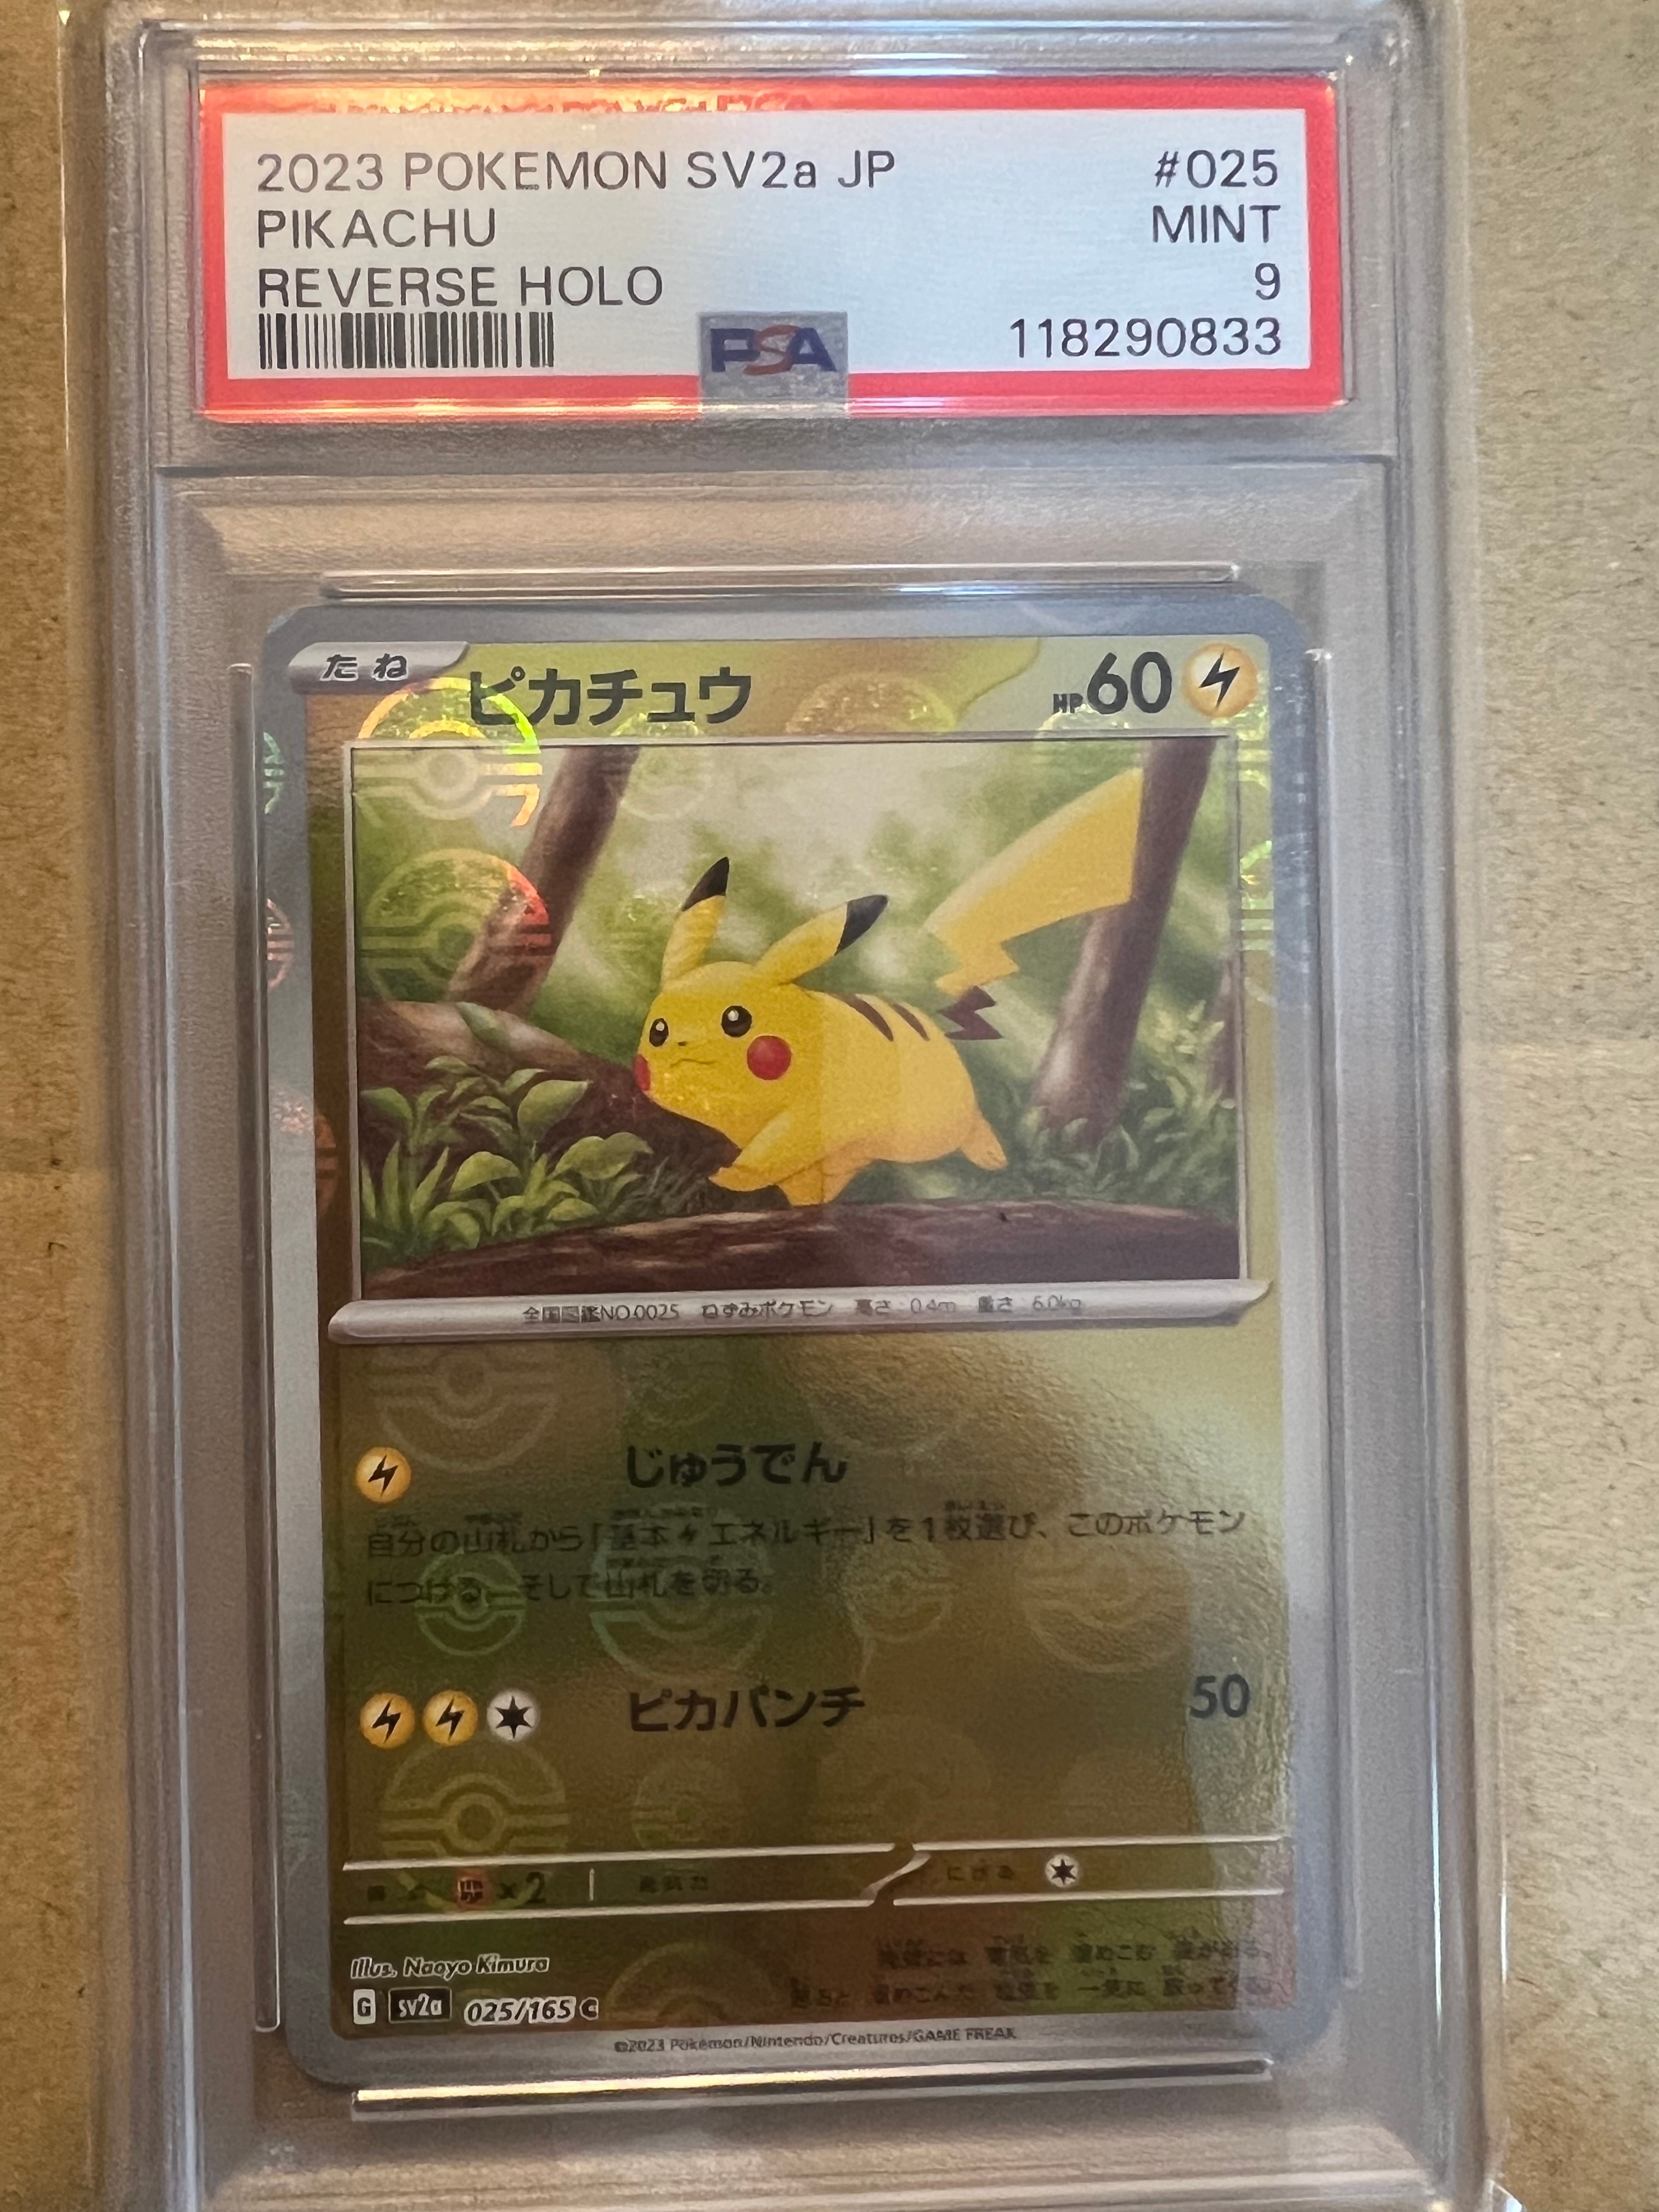 2023 POKEMON SV2a JP #025
PIKACHU MINT
REVERSE HOLO 9
PSA 118290833
たね ピカチュウ HP60
全国図鑑NO.0025 ねずみポケモン 高さ:0.4m 重さ:6.0kg
じゅうでん
自分の山札から「基本エネルギー」を1枚選び、このポケモン
につける。そして山札を切る。
ピカパンチ 50
×2 にげる
Illus. Naoyo Kimura
G sv2a 025/165 C
©2023 Pokémon/Nintendo/Creatures/GAME FREAK